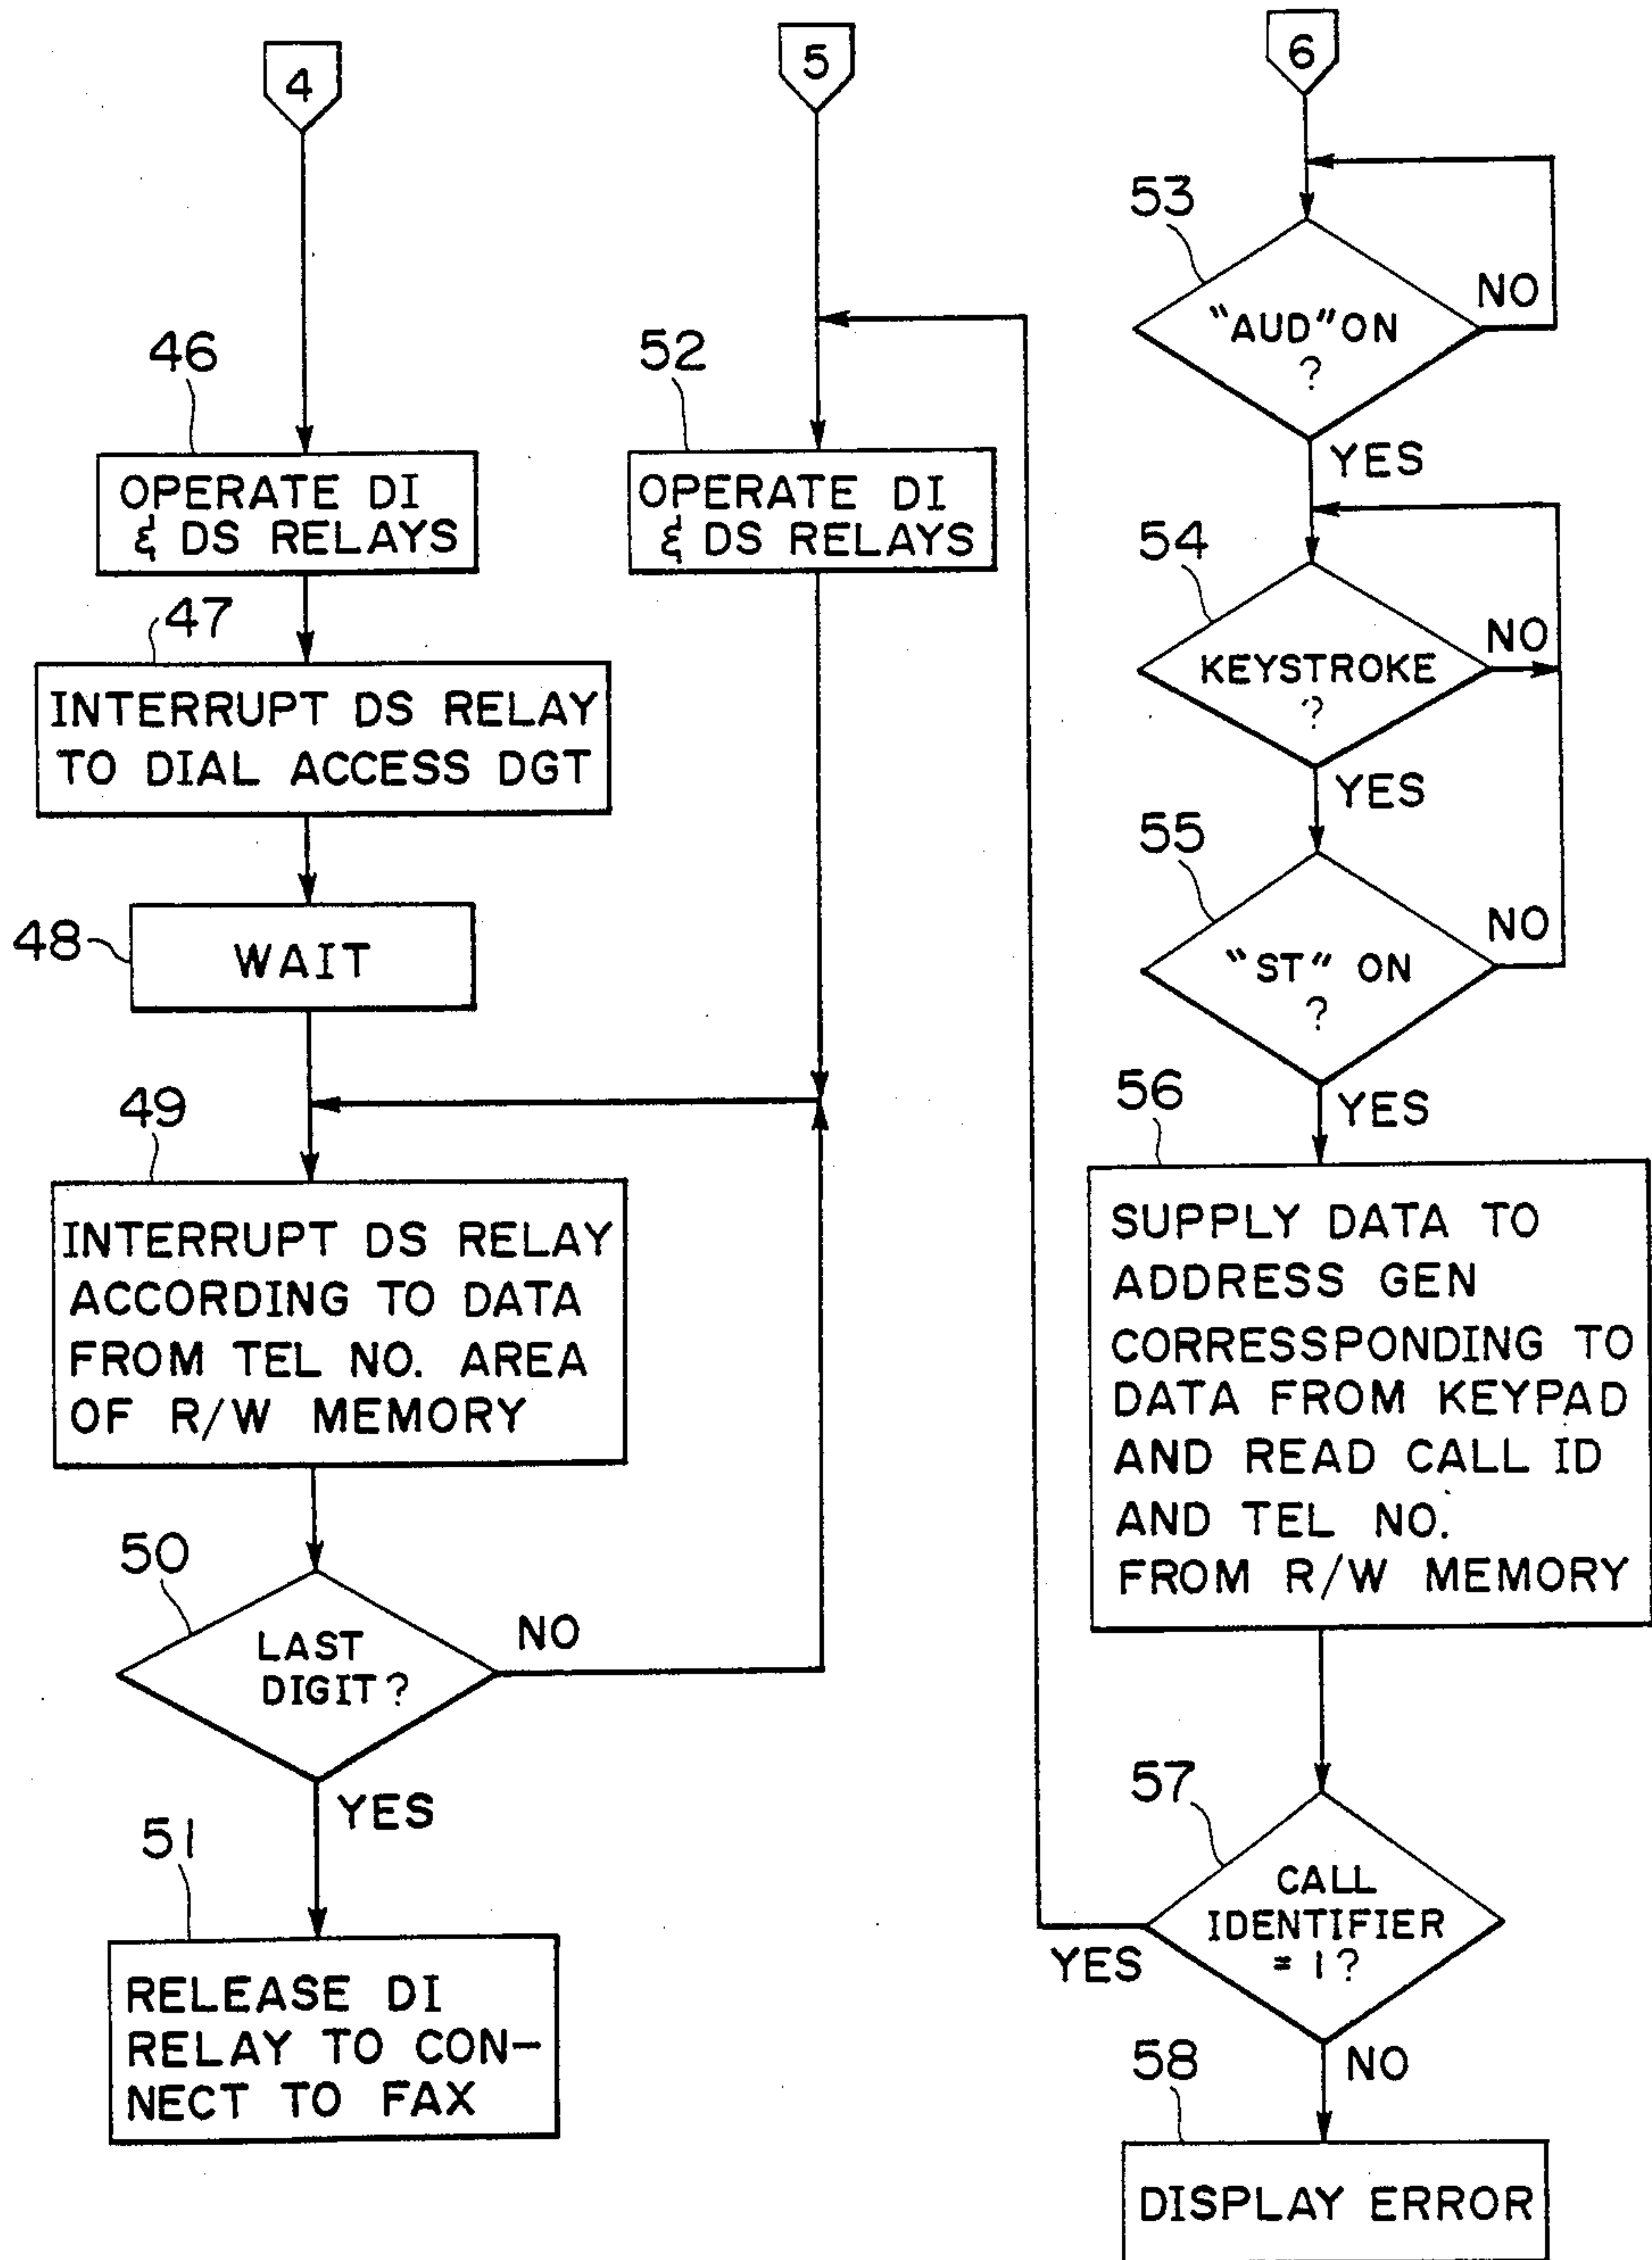 4
46
OPERATE DI
& DS RELAYS
47
INTERRUPT DS RELAY
TO DIAL ACCESS DGT
48
WAIT
49
INTERRUPT DS RELAY
ACCORDING TO DATA
FROM TEL NO. AREA
OF R/W MEMORY
50
LAST
DIGIT?
NO
YES
51
RELEASE DI
RELAY TO CON-
NECT TO FAX
5
52
OPERATE DI
& DS RELAYS
6
53
"AUD" ON
?
NO
YES
54
KEYSTROKE
?
NO
YES
55
"ST" ON
?
NO
YES
56
SUPPLY DATA TO
ADDRESS GEN
CORRESSPONDING TO
DATA FROM KEYPAD
AND READ CALL ID
AND TEL NO.
FROM R/W MEMORY
57
CALL
IDENTIFIER
= 1?
YES
NO
58
DISPLAY ERROR